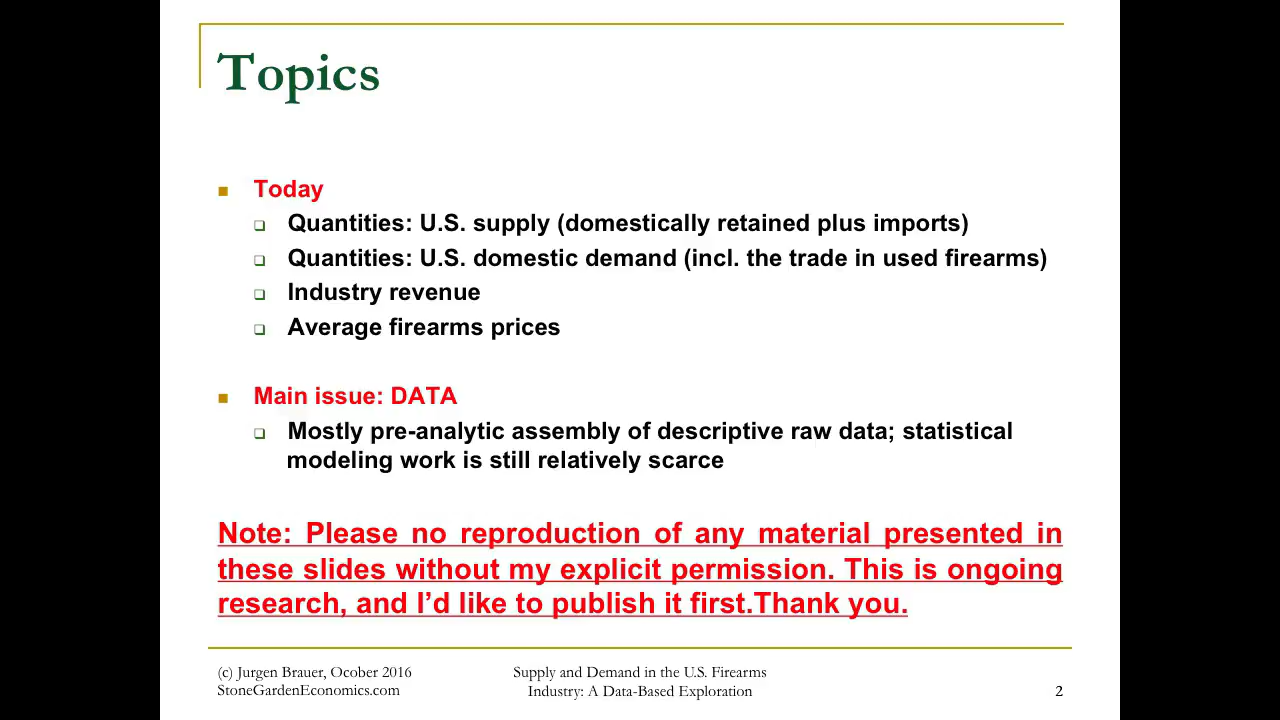 Topics
Today
Quantities: U.S. supply (domestically retained plus imports)
Quantities: U.S. domestic demand (incl. the trade in used firearms)
Industry revenue
Average firearms prices
Main issue: DATA
Mostly pre-analytic assembly of descriptive raw data; statistical
modeling work is still relatively scarce
Note: Please no reproduction of any material presented in
these slides without my explicit permission. This is ongoing
research, and I’d like to publish it first.Thank you.
(c) Jurgen Brauer, Ocober 2016
StoneGardenEconomics.com
Supply and Demand in the U.S. Firearms
Industry: A Data-Based Exploration
2